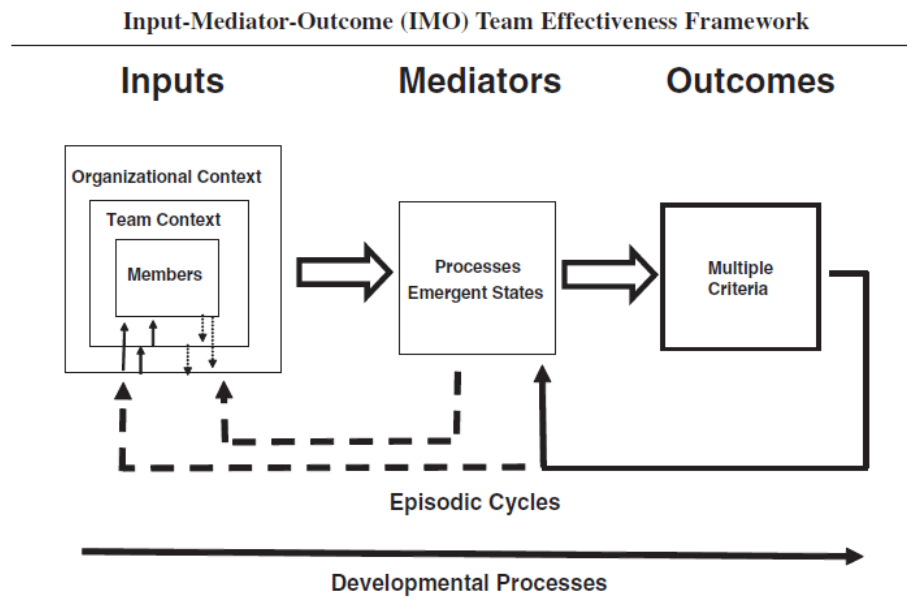 Input-Mediator-Outcome (IMO) Team Effectiveness Framework
Inputs
Mediators
Outcomes
Organizational Context
Team Context
Members
Processes
Emergent States
Multiple
Criteria
Episodic Cycles
Developmental Processes